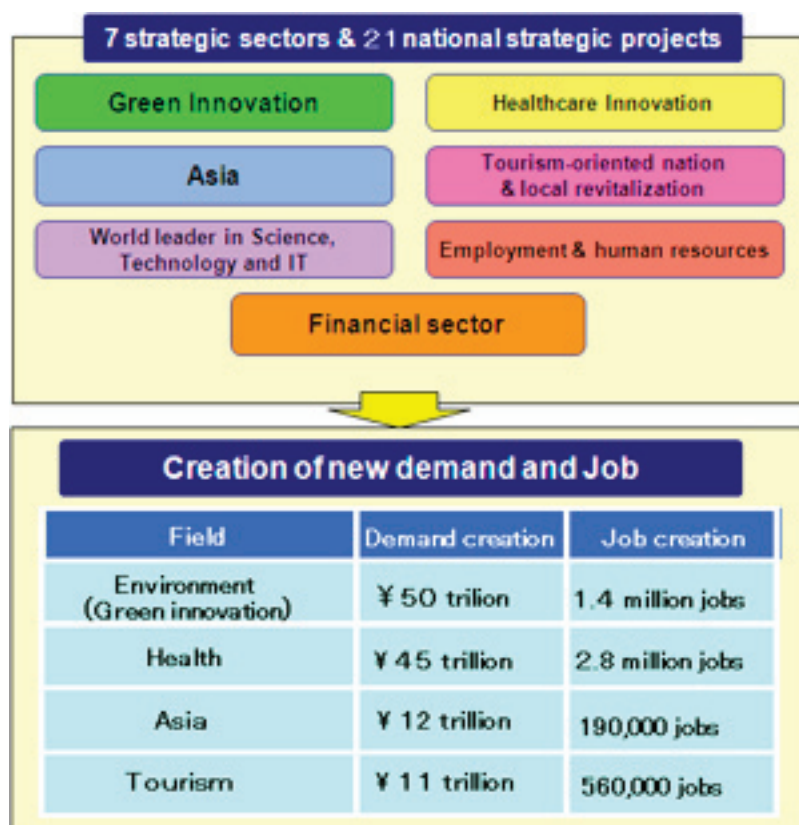 7 strategic sectors & 21 national strategic projects
Green Innovation
Healthcare Innovation
Asia
Tourism-oriented nation
& local revitalization
World leader in Science,
Technology and IT
Employment & human resources
Financial sector
Creation of new demand and Job
Field Demand creation Job creation
Environment
(Green innovation)
¥ 50 trilion
1.4 million jobs
Health ¥ 45 trillion 2.8 million jobs
Asia ¥ 12 trillion 190,000 jobs
Tourism ¥ 11 trillion 560,000 jobs